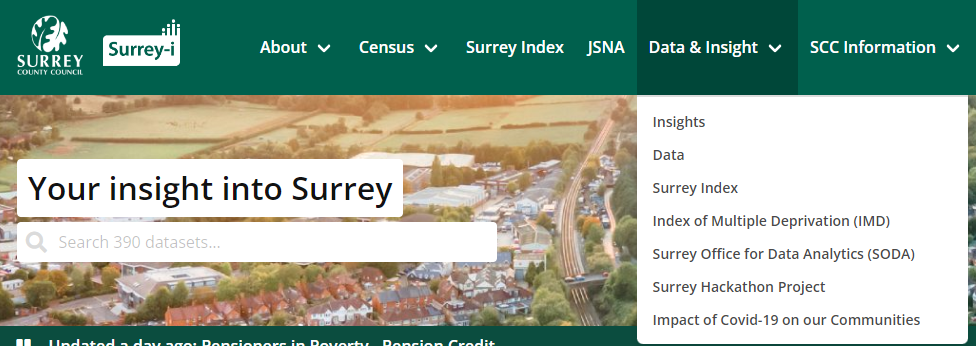 SURREY
COUNTY COUNCIL
Surrey-i
About
Census
Surrey Index
JSNA
Data & Insight
SCC Information
Insights
Data
Surrey Index
Index of Multiple Deprivation (IMD)
Surrey Office for Data Analytics (SODA)
Surrey Hackathon Project
Impact of Covid-19 on our Communities
Your insight into Surrey
Search 390 datasets...
Updated a day ago: Pensioners in Poverty - Pension Credit